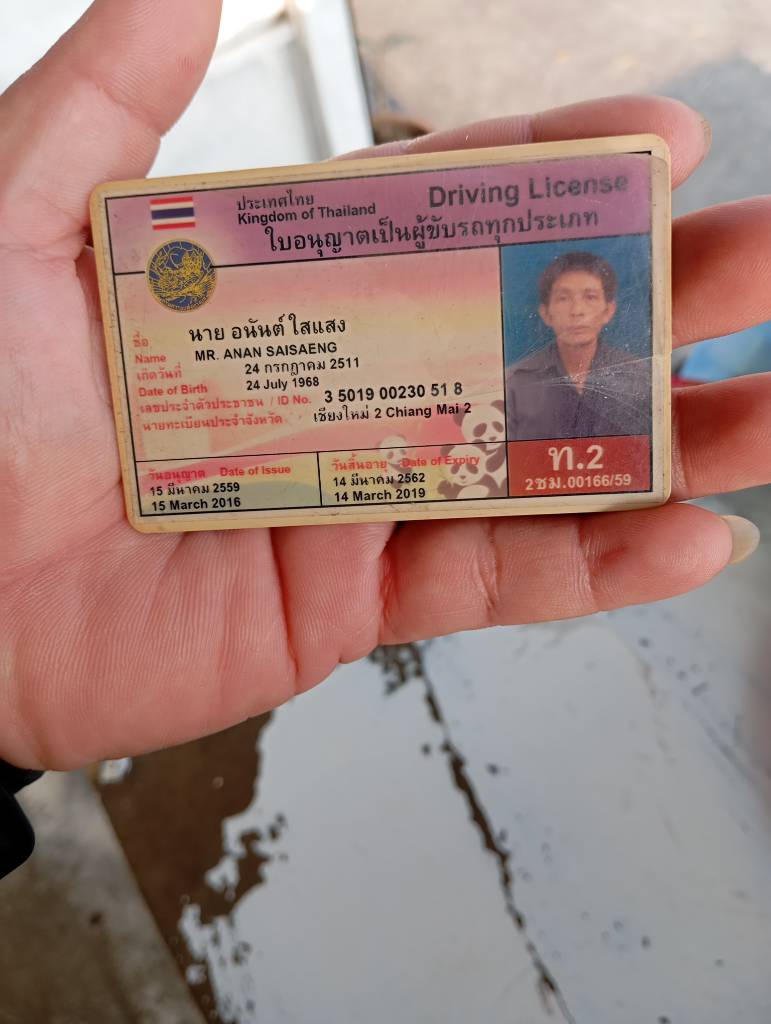 ประเทศไทย
Kingdom of Thailand
Driving License
ใบอนุญาตเป็นผู้ขับรถทุกประเภท
ชื่อ นาย อนันต์ ใสแสง
Name MR. ANAN SAISAENG
เกิดวันที่ 24 กรกฎาคม 2511
Date of Birth 24 July 1968
เลขประจำตัวประชาชน / ID No. 3 5019 00230 51 8
นายทะเบียนประจำจังหวัด เชียงใหม่ 2 Chiang Mai 2
วันอนุญาต Date of Issue
15 มีนาคม 2559
15 March 2016
วันสิ้นอายุ Date of Expiry
14 มีนาคม 2562
14 March 2019
ท.2
2ชม.00166/59